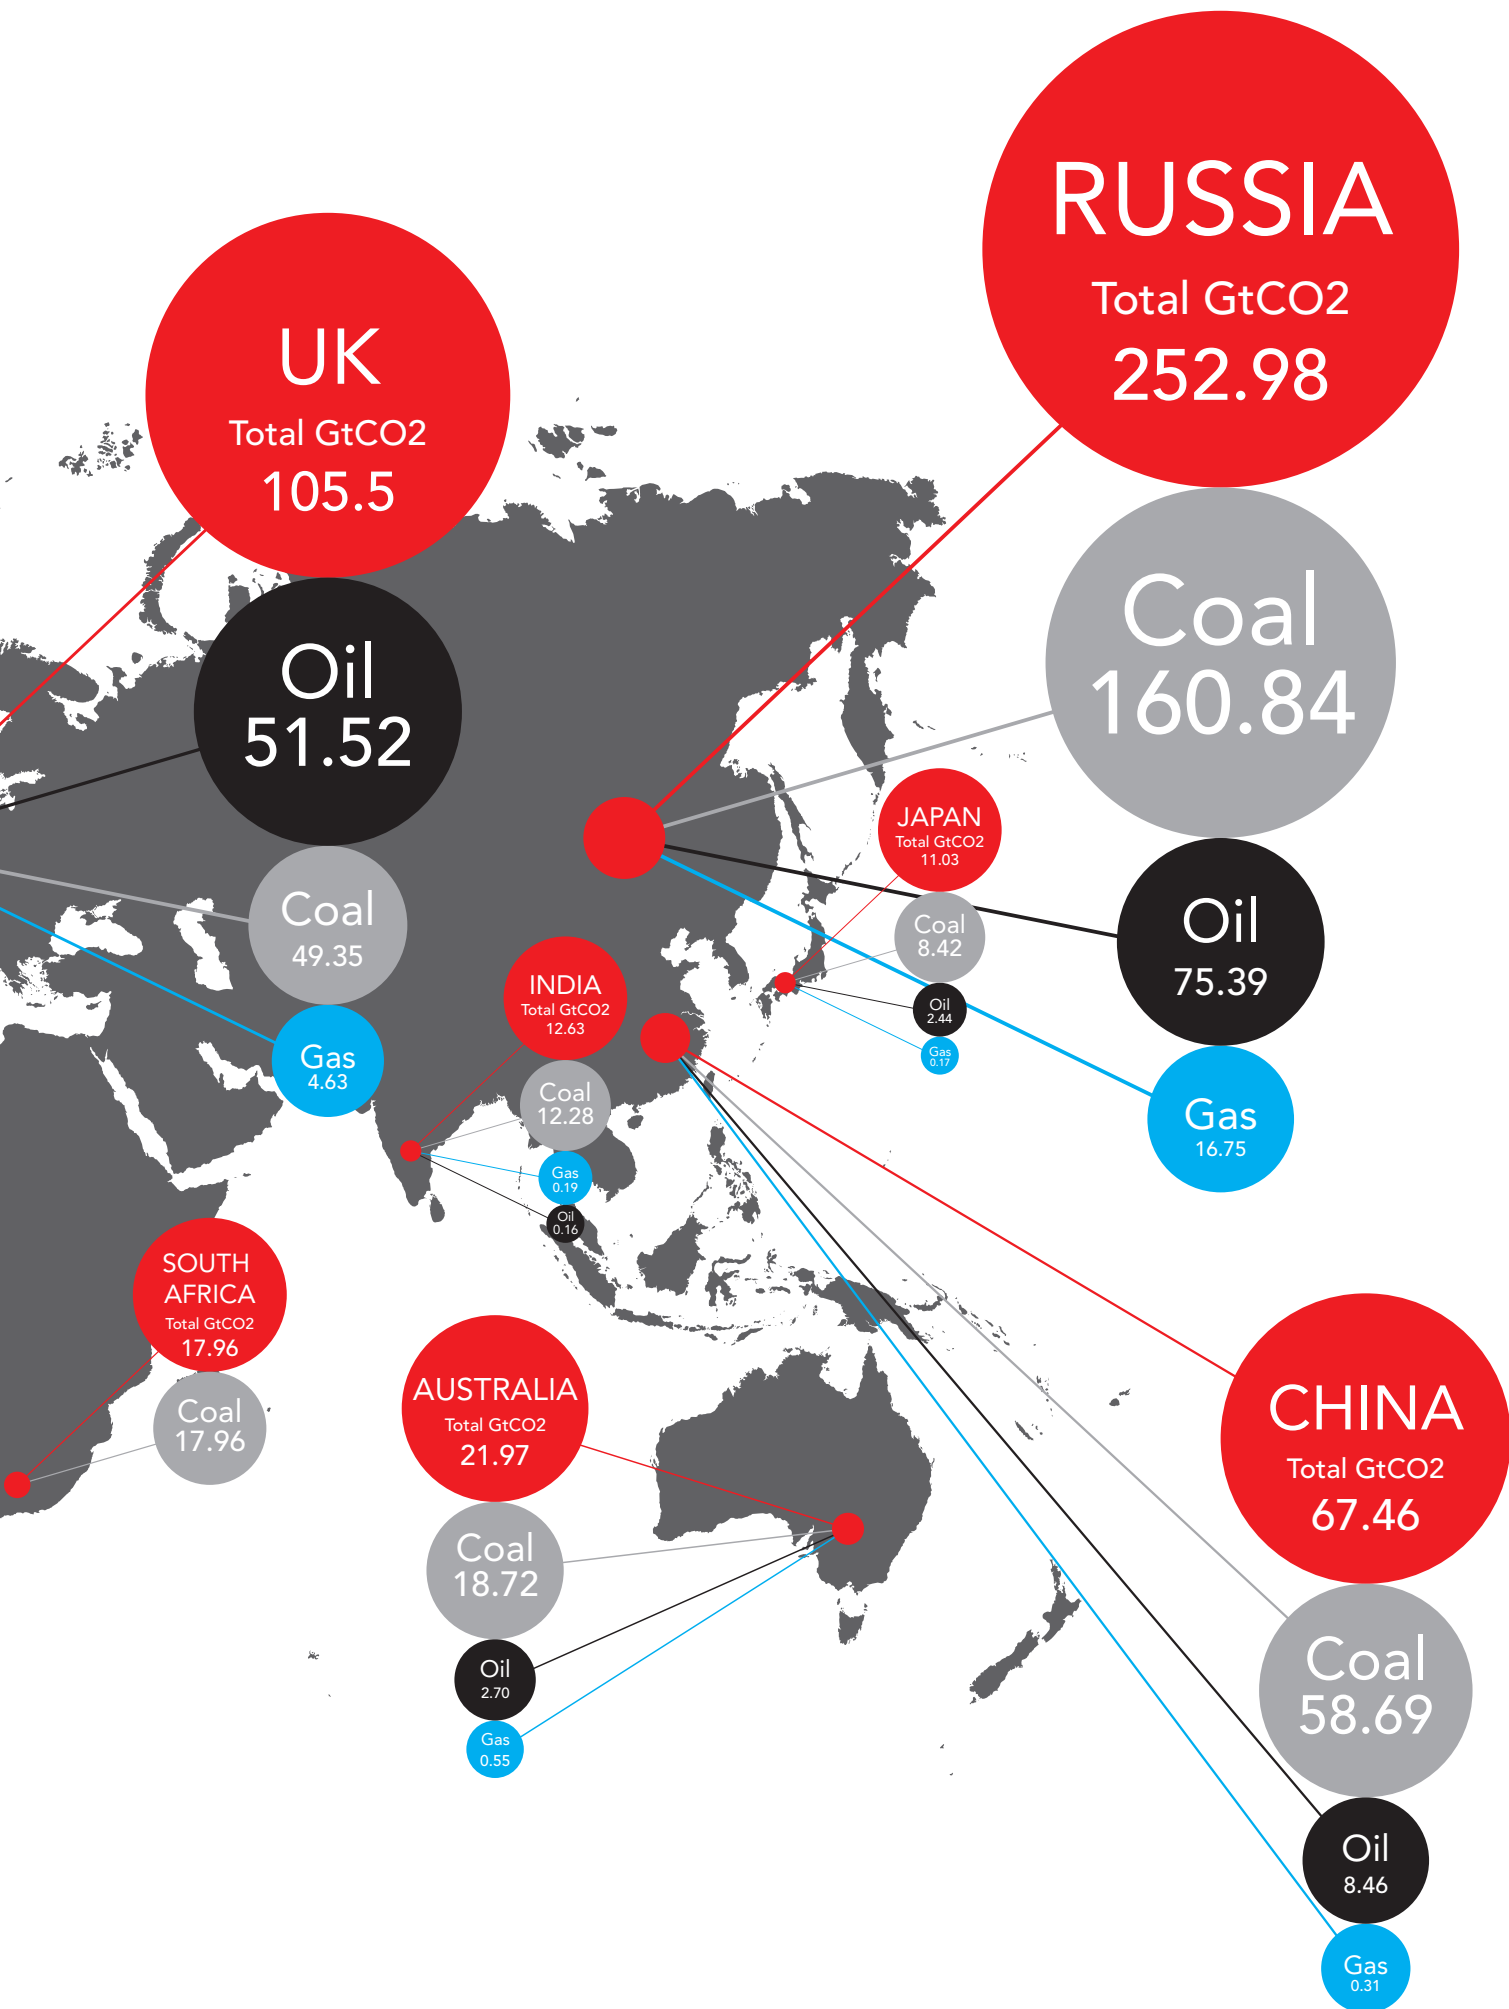 RUSSIA
Total GtCO2
252.98
Coal
160.84
Oil
75.39
Gas
16.75
UK
Total GtCO2
105.5
Oil
51.52
Coal
49.35
Gas
4.63
JAPAN
Total GtCO2
11.03
Coal
8.42
Oil
2.44
Gas
0.17
INDIA
Total GtCO2
12.63
Coal
12.28
Gas
0.19
Oil
0.16
SOUTH
AFRICA
Total GtCO2
17.96
Coal
17.96
AUSTRALIA
Total GtCO2
21.97
Coal
18.72
Oil
2.70
Gas
0.55
CHINA
Total GtCO2
67.46
Coal
58.69
Oil
8.46
Gas
0.31